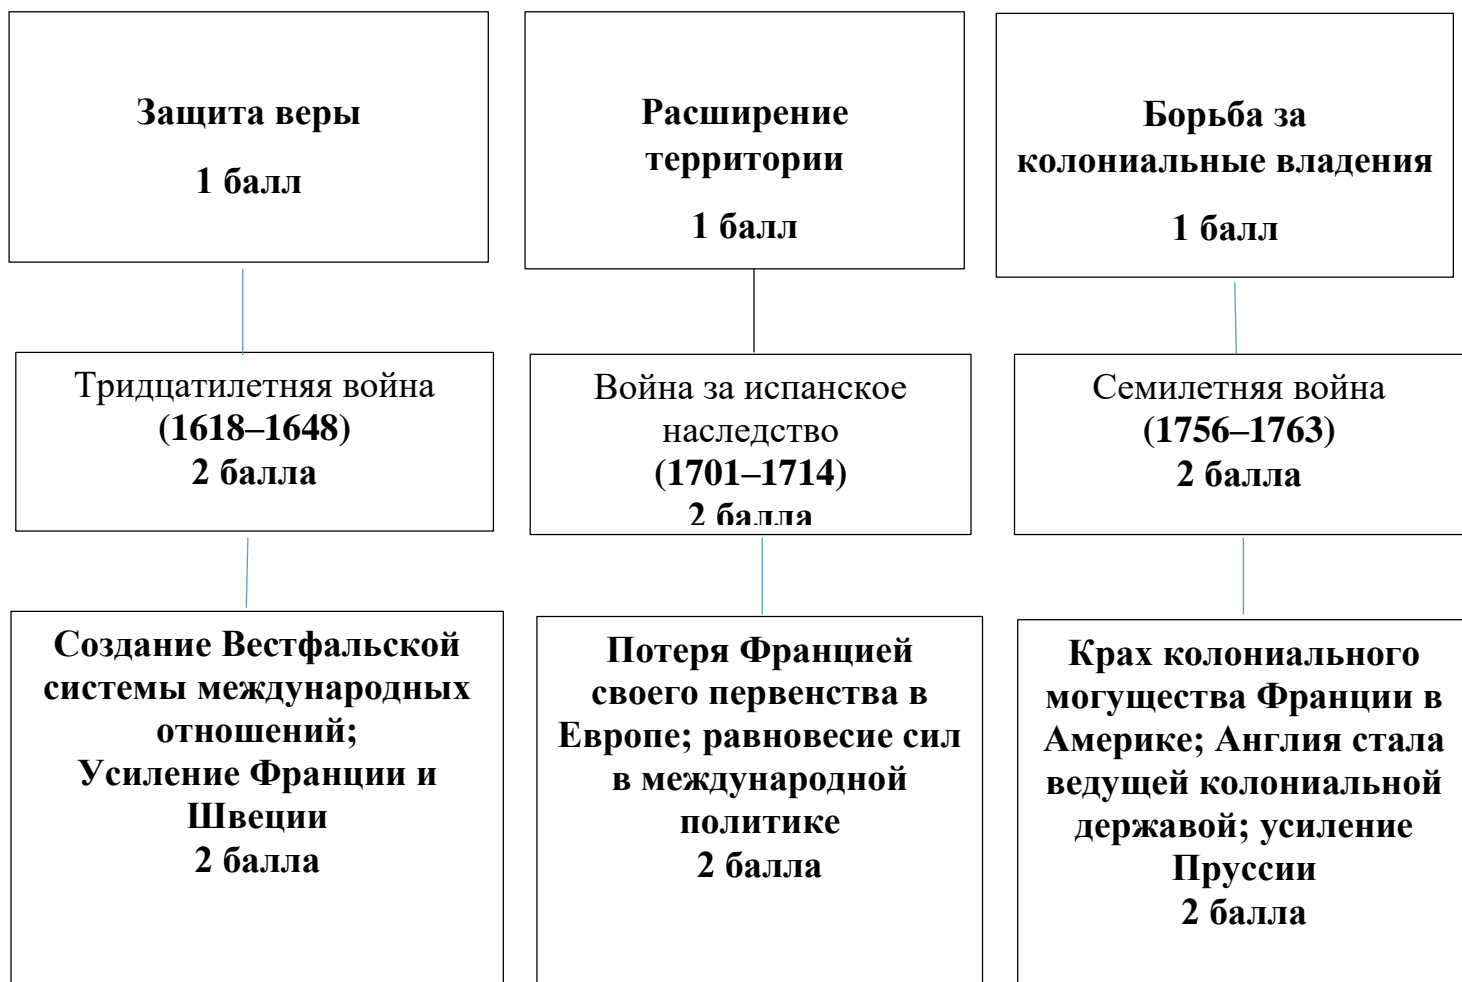 Защита веры
1 балл
Расширение
территории
1 балл
Борьба за
колониальные владения
1 балл
Тридцатилетняя война
(1618–1648)
2 балла
Война за испанское
наследство
(1701–1714)
2 балла
Семилетняя война
(1756–1763)
2 балла
Создание Вестфальской
системы международных
отношений;
Усиление Франции и
Швеции
2 балла
Потеря Францией
своего первенства в
Европе; равновесие сил
в международной
политике
2 балла
Крах колониального
могущества Франции в
Америке; Англия стала
ведущей колониальной
державой; усиление
Пруссии
2 балла